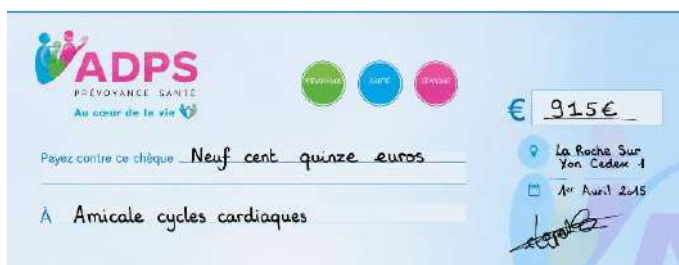 ADPS
PRÉVOYANCE SANTÉ
Au cœur de la vie
PRÉVOYANCE SANTÉ
€ 915€
Payez contre ce chèque Neuf cent quinze euros
La Roche Sur
Yon Cedex 1
1er Avril 2015
À Amicale cycles cardiaques